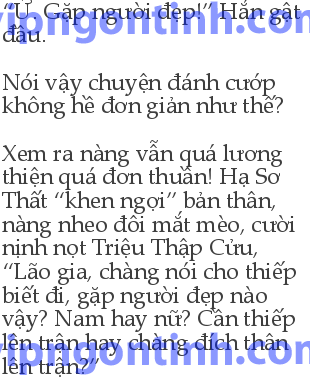 “Ừ. Gặp người đẹp!” Hắn gật
đầu.
Nói vậy chuyện đánh cướp
không hề đơn giản như thế?
Xem ra nàng vẫn quá lương
thiện quá đơn thuần! Hạ Sơ
Thất “khen ngợi” bản thân,
nàng nheo đôi mắt mèo, cười
nịnh nọt Triệu Thập Cửu,
“Lão gia, chàng nói cho thiếp
biết đi, gặp người đẹp nào
vậy? Nam hay nữ? Cần thiếp
lên trận hay chàng đích thân
lên trận?”
vipngontinh.com
vipngontinh.com